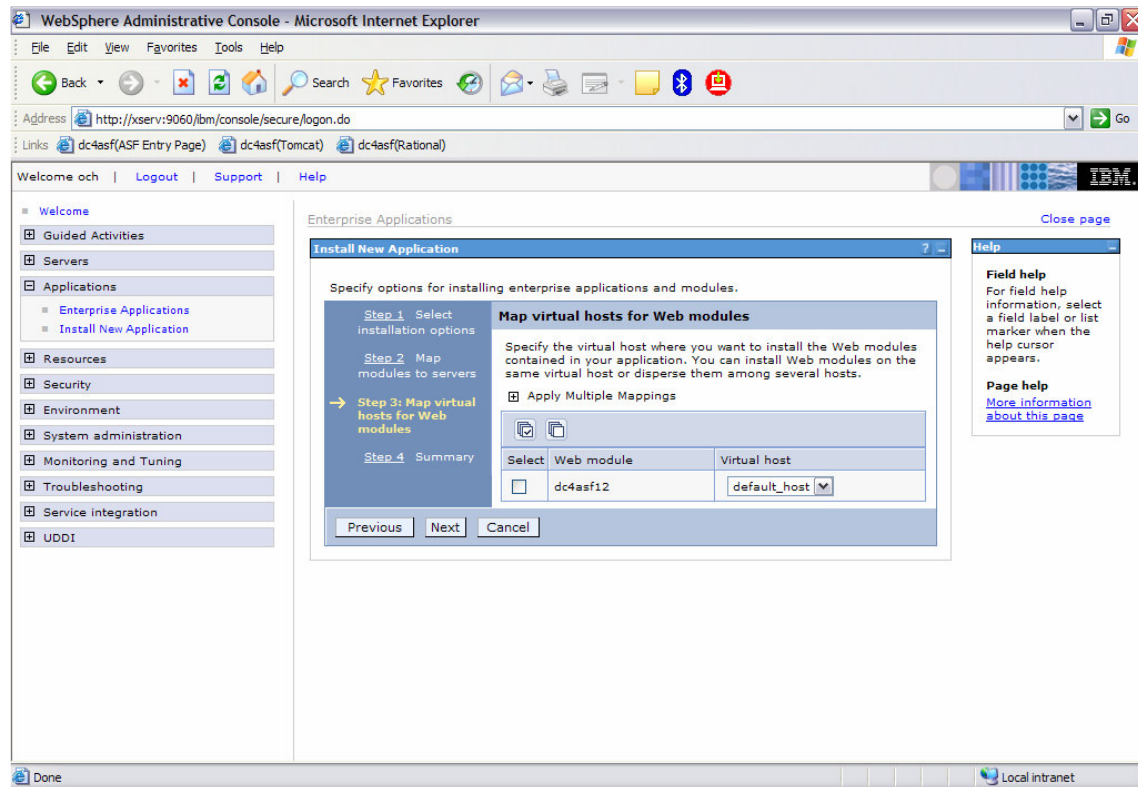 WebSphere Administrative Console - Microsoft Internet Explorer
File Edit View Favorites Tools Help
Back Search Favorites
Address http://xserv:9060/ibm/console/secure/logon.do Go
Links dc4asf(ASF Entry Page) dc4asf(Tomcat) dc4asf(Rational)
Welcome och | Logout | Support | Help
IBM.
Welcome
Guided Activities
Servers
Applications
Enterprise Applications
Install New Application
Resources
Security
Environment
System administration
Monitoring and Tuning
Troubleshooting
Service integration
UDDI
Enterprise Applications
Close page
Install New Application ? -
Specify options for installing enterprise applications and modules.
Step 1 Select
installation options
Step 2 Map
modules to servers
Step 3: Map virtual
hosts for Web
modules
Step 4 Summary
Map virtual hosts for Web modules
Specify the virtual host where you want to install the Web modules
contained in your application. You can install Web modules on the
same virtual host or disperse them among several hosts.
Apply Multiple Mappings
Select Web module Virtual host
dc4asf12 default_host
Previous Next Cancel
Help -
Field help
For field help
information, select
a field label or list
marker when the
help cursor
appears.
Page help
More information
about this page
Done Local intranet